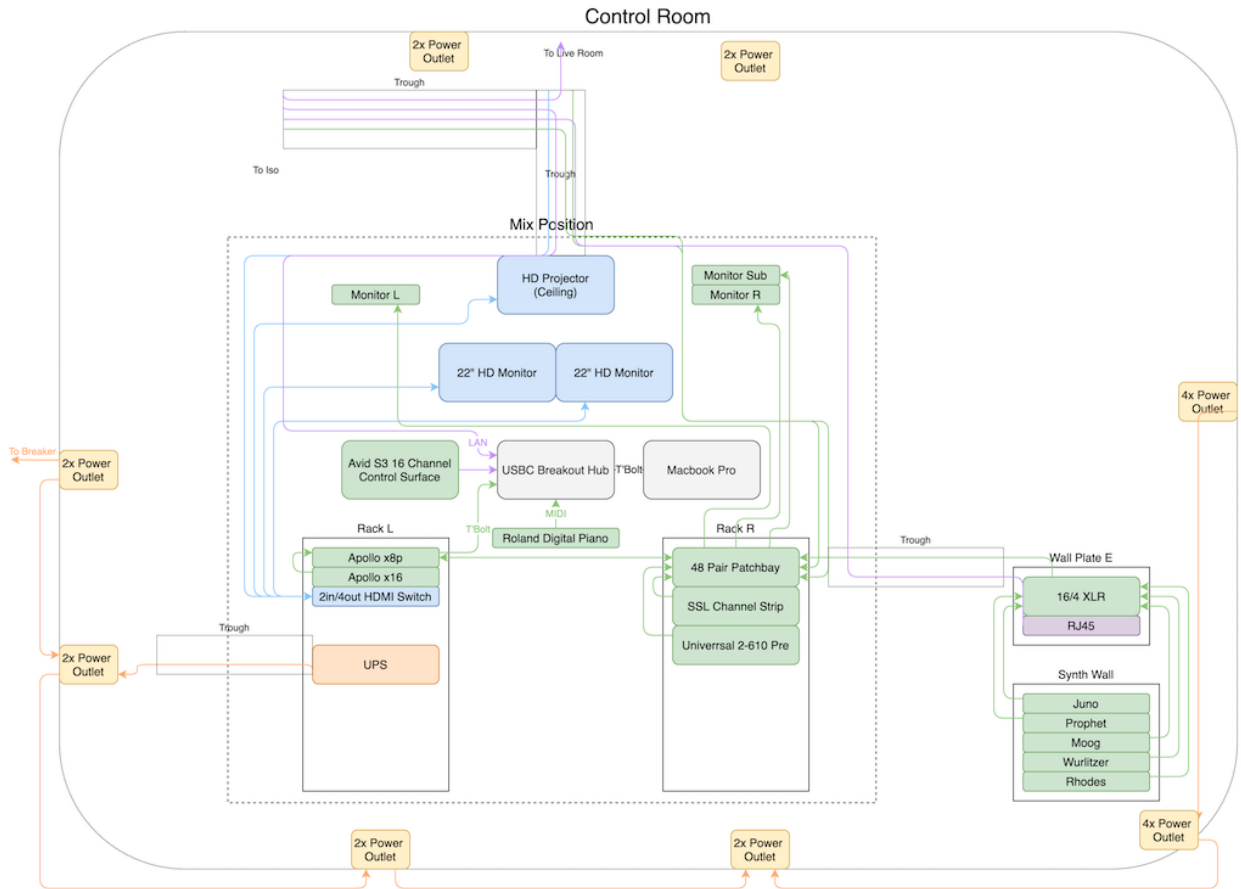 Control Room
2x Power
Outlet
To Live Room
2x Power
Outlet
Trough
To Iso
Trough
Mix Position
HD Projector
(Ceiling)
Monitor Sub
Monitor L
Monitor R
22" HD Monitor
22" HD Monitor
4x Power
Outlet
To Breaker
2x Power
Outlet
LAN
Avid S3 16 Channel
Control Surface
USBC Breakout Hub
T'Bolt
Macbook Pro
MIDI
T'Bolt
Roland Digital Piano
Rack L
Rack R
Trough
Apollo x8p
Apollo x16
2in/4out HDMI Switch
48 Pair Patchbay
SSL Channel Strip
Univerrsal 2-610 Pre
Wall Plate E
16/4 XLR
RJ45
Trough
2x Power
Outlet
UPS
Synth Wall
Juno
Prophet
Moog
Wurlitzer
Rhodes
4x Power
Outlet
2x Power
Outlet
2x Power
Outlet